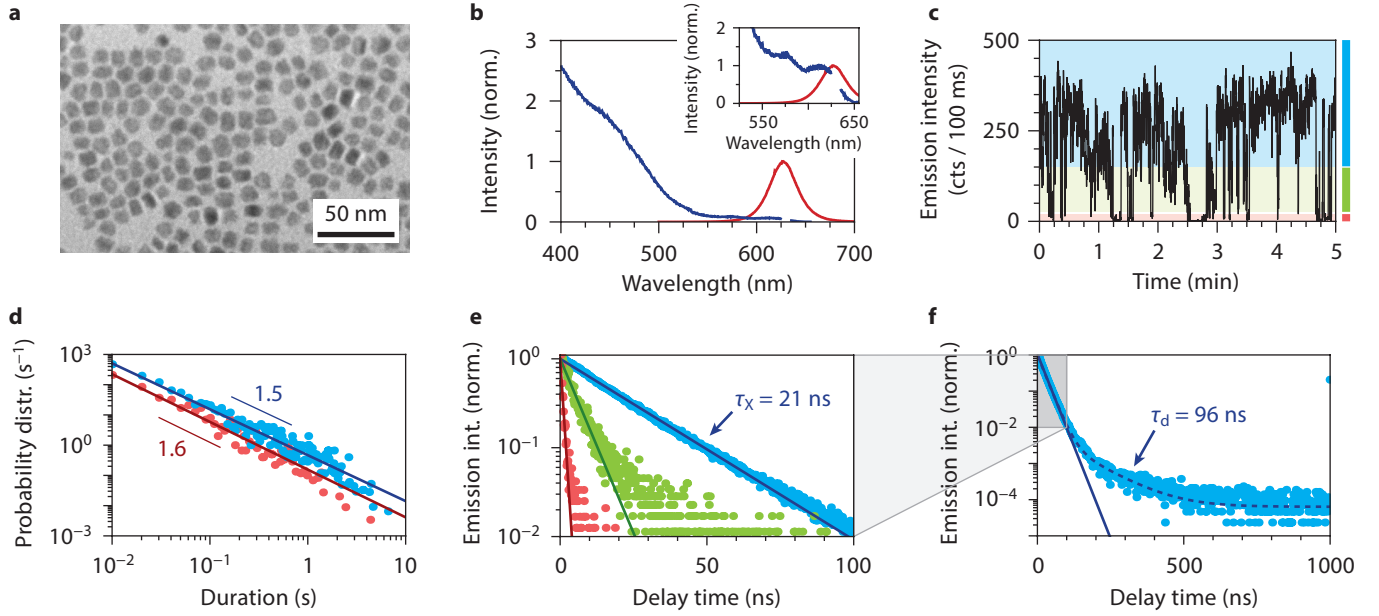 a
50 nm
b
Intensity (norm.)
3
2
1
0
400 500 600 700
Wavelength (nm)
Intensity (norm.)
2
1
0
550 650
Wavelength (nm)
c
Emission intensity
(cts / 100 ms)
500
250
0
0 1 2 3 4 5
Time (min)
d
Probability distr. (s⁻¹)
10³
10⁰
10⁻³
1.5
1.6
10⁻² 10⁻¹ 1 10
Duration (s)
e
Emission int. (norm.)
10⁰
10⁻¹
10⁻²
τX = 21 ns
0 50 100
Delay time (ns)
f
Emission int. (norm.)
10⁰
10⁻²
10⁻⁴
τd = 96 ns
0 500 1000
Delay time (ns)